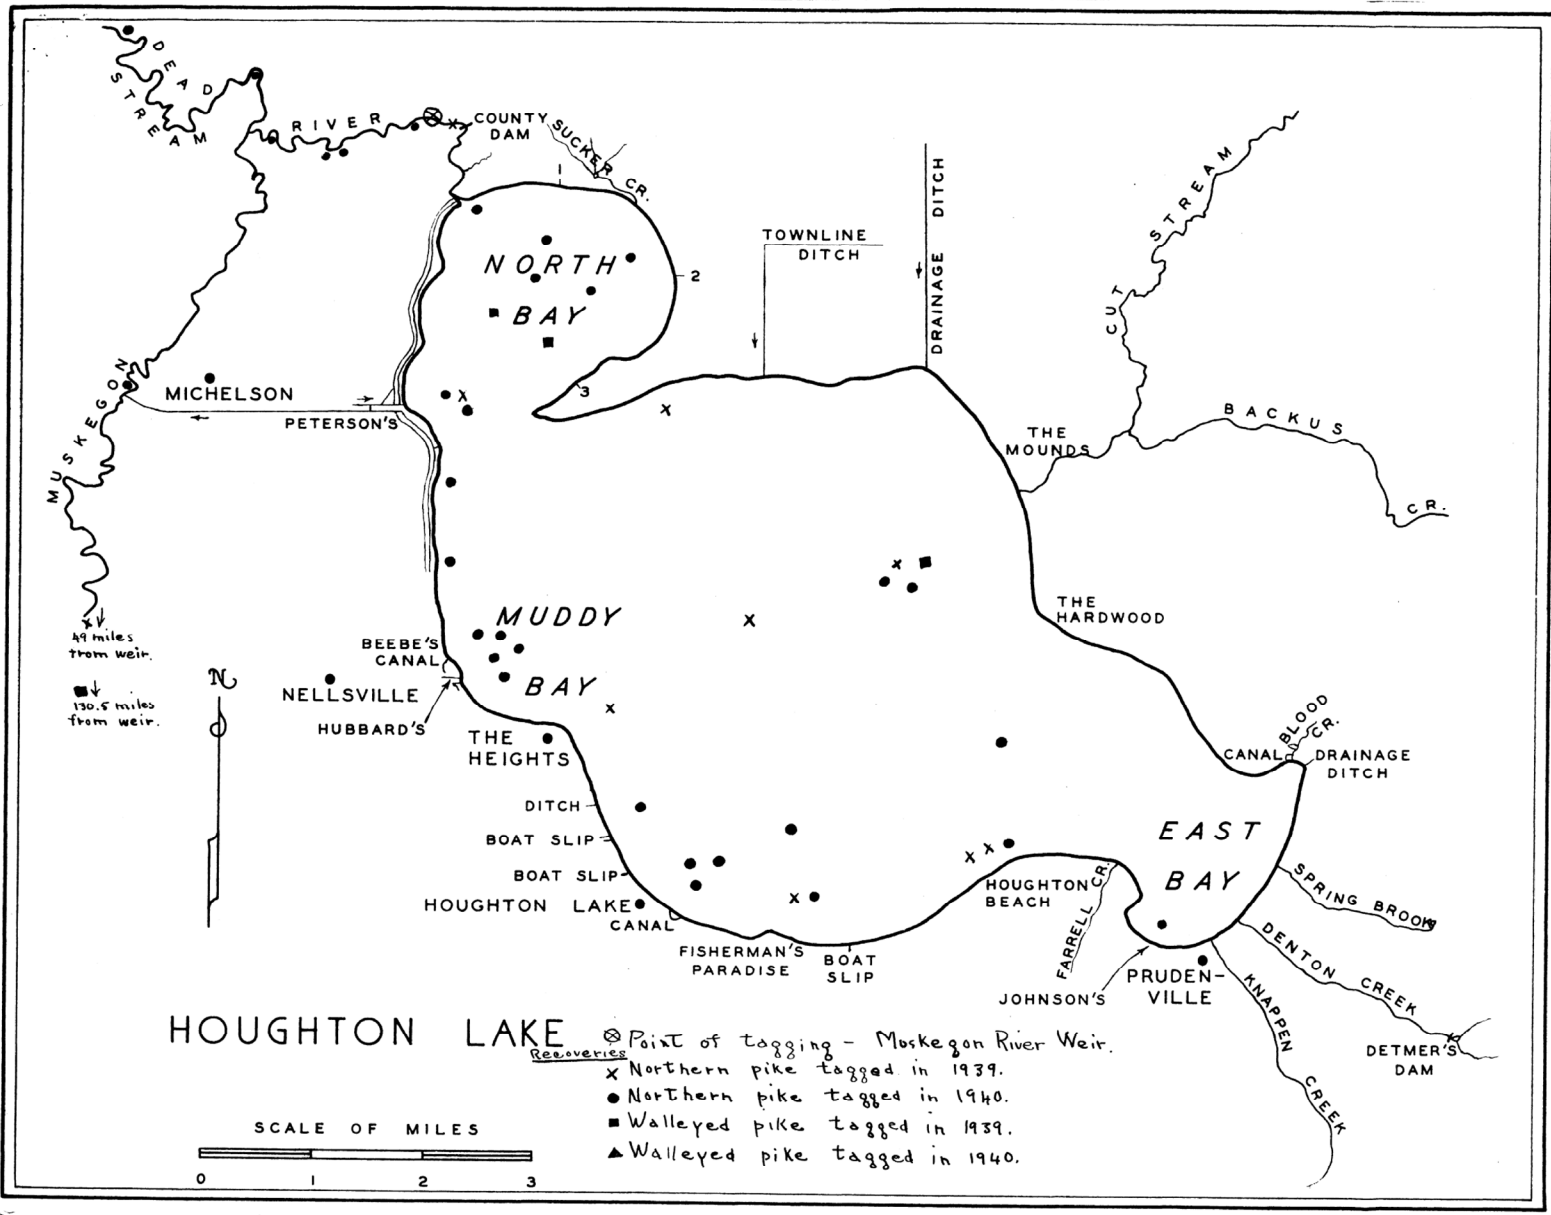 DEAD
STREAM
RIVER
COUNTY
DAM
SUCKER CR.
1
NORTH
BAY
2
3
TOWNLINE
DITCH
DRAINAGE DITCH
CUT STREAM
MUSKEGON
MICHELSON
PETERSON'S
THE
MOUNDS
BACKUS CR.
THE
HARDWOOD
MUDDY
BAY
49 miles
from weir.
130.5 miles
from weir.
N
BEEBE'S
CANAL
NELLSVILLE
HUBBARD'S
THE
HEIGHTS
BLOOD
CR.
CANAL
DRAINAGE
DITCH
DITCH
BOAT SLIP
BOAT SLIP
HOUGHTON LAKE
CANAL
FISHERMAN'S
PARADISE
BOAT
SLIP
EAST
BAY
HOUGHTON
BEACH
FARRELL CR.
JOHNSON'S
PRUDEN-
VILLE
SPRING BROOK
DENTON CREEK
KNAPPEN CREEK
DETMER'S
DAM
HOUGHTON LAKE
⊗ Point of tagging - Moskegon River Weir.
Recoveries
x Northern pike tagged in 1939.
● Northern pike tagged in 1940.
■ Walleyed pike tagged in 1939.
▲ Walleyed pike tagged in 1940.
SCALE OF MILES
0 1 2 3